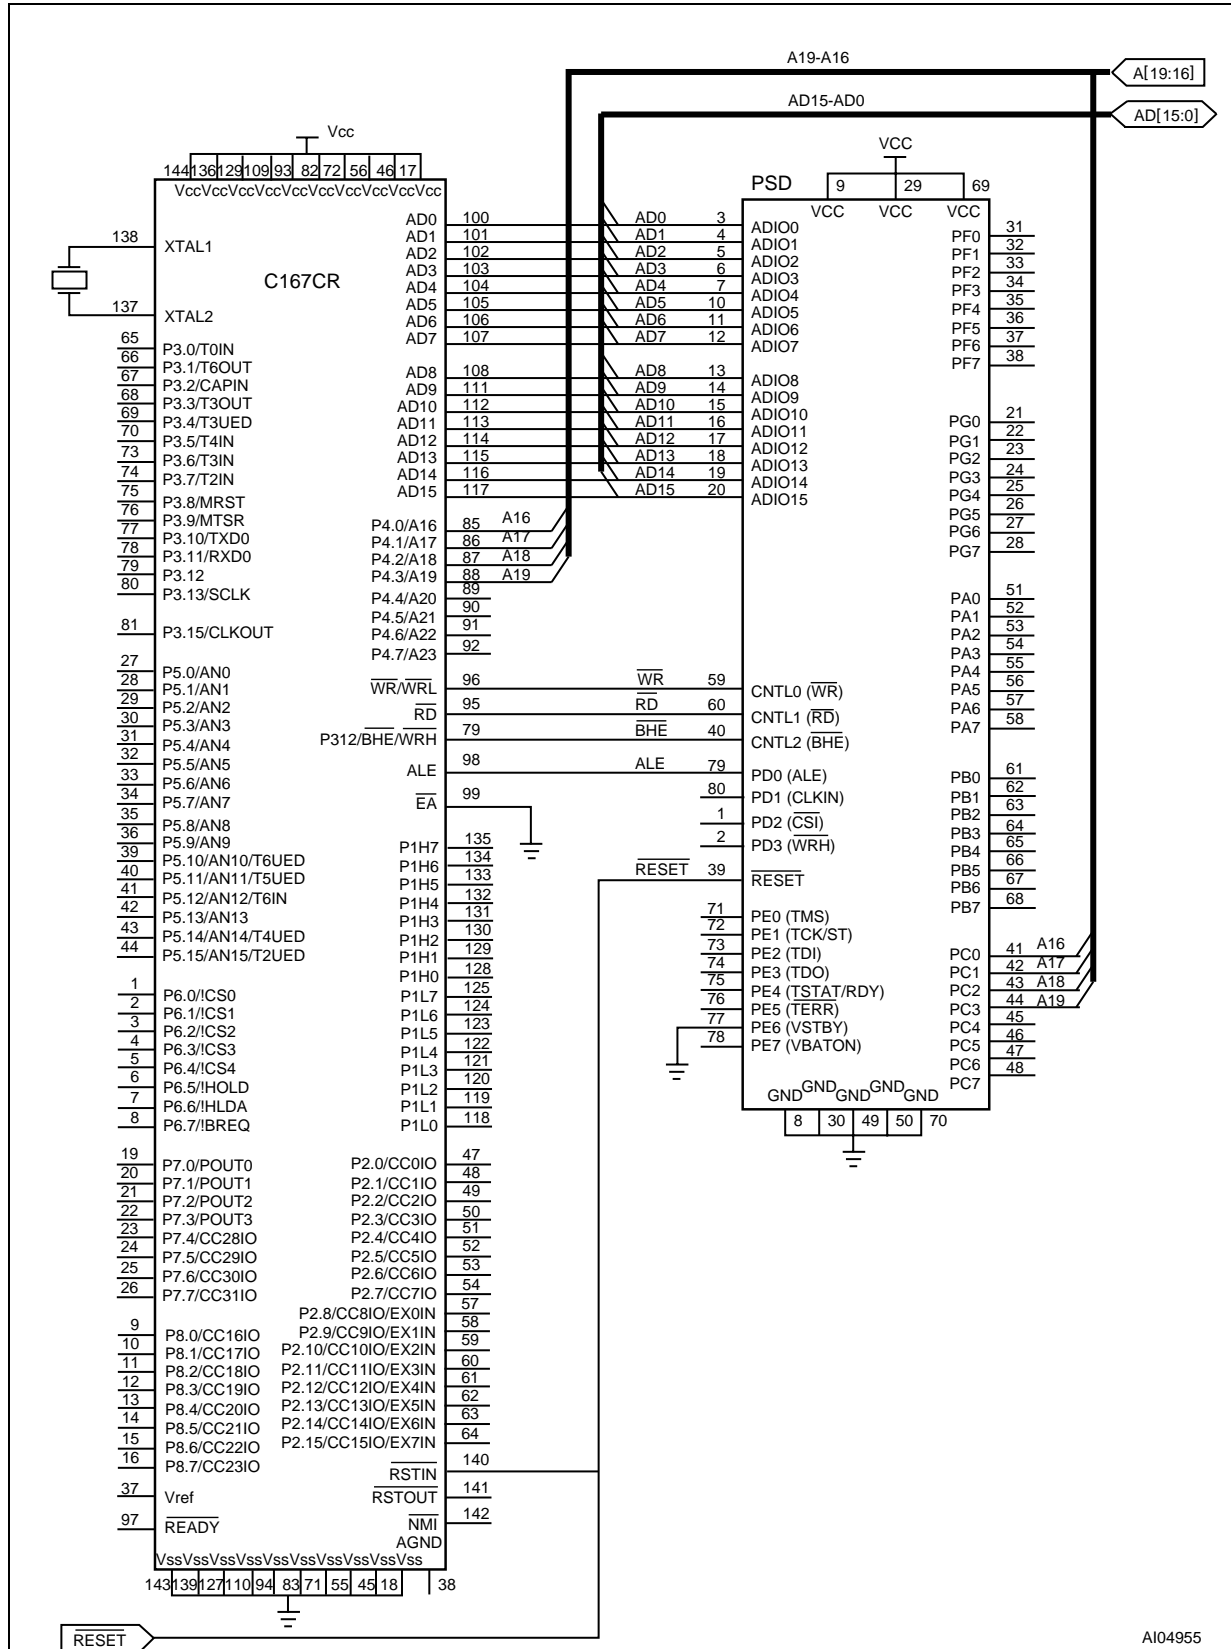 A19-A16
A[19:16]
AD15-AD0
AD[15:0]
Vcc
144 136 129 109 93 82 72 56 46 17
Vcc Vcc Vcc Vcc Vcc Vcc Vcc Vcc Vcc Vcc
C167CR
138 XTAL1
137 XTAL2
65 P3.0/T0IN
66 P3.1/T6OUT
67 P3.2/CAPIN
68 P3.3/T3OUT
69 P3.4/T3UED
70 P3.5/T4IN
73 P3.6/T3IN
74 P3.7/T2IN
75 P3.8/MRST
76 P3.9/MTSR
77 P3.10/TXD0
78 P3.11/RXD0
79 P3.12
80 P3.13/SCLK
81 P3.15/CLKOUT
27 P5.0/AN0
28 P5.1/AN1
29 P5.2/AN2
30 P5.3/AN3
31 P5.4/AN4
32 P5.5/AN5
33 P5.6/AN6
34 P5.7/AN7
35 P5.8/AN8
36 P5.9/AN9
39 P5.10/AN10/T6UED
40 P5.11/AN11/T5UED
41 P5.12/AN12/T6IN
42 P5.13/AN13
43 P5.14/AN14/T4UED
44 P5.15/AN15/T2UED
1 P6.0/!CS0
2 P6.1/!CS1
3 P6.2/!CS2
4 P6.3/!CS3
5 P6.4/!CS4
6 P6.5/!HOLD
7 P6.6/!HLDA
8 P6.7/!BREQ
19 P7.0/POUT0
20 P7.1/POUT1
21 P7.2/POUT2
22 P7.3/POUT3
23 P7.4/CC28IO
24 P7.5/CC29IO
25 P7.6/CC30IO
26 P7.7/CC31IO
9 P8.0/CC16IO
10 P8.1/CC17IO
11 P8.2/CC18IO
12 P8.3/CC19IO
13 P8.4/CC20IO
14 P8.5/CC21IO
15 P8.6/CC22IO
16 P8.7/CC23IO
37 Vref
97 READY
AD0 100 AD0
AD1 101 AD1
AD2 102 AD2
AD3 103 AD3
AD4 104 AD4
AD5 105 AD5
AD6 106 AD6
AD7 107 AD7
AD8 108 AD8
AD9 111 AD9
AD10 112 AD10
AD11 113 AD11
AD12 114 AD12
AD13 115 AD13
AD14 116 AD14
AD15 117 AD15
P4.0/A16 85 A16
P4.1/A17 86 A17
P4.2/A18 87 A18
P4.3/A19 88 A19
P4.4/A20 89
P4.5/A21 90
P4.6/A22 91
P4.7/A23 92
WR/WRL 96 WR
RD 95 RD
P312/BHE/WRH 79 BHE
ALE 98 ALE
EA 99
P1H7 135
P1H6 134
P1H5 133
P1H4 132
P1H3 131
P1H2 130
P1H1 129
P1H0 128
P1L7 125
P1L6 124
P1L5 123
P1L4 122
P1L3 121
P1L2 120
P1L1 119
P1L0 118
P2.0/CC0IO 47
P2.1/CC1IO 48
P2.2/CC2IO 49
P2.3/CC3IO 50
P2.4/CC4IO 51
P2.5/CC5IO 52
P2.6/CC6IO 53
P2.7/CC7IO 54
P2.8/CC8IO/EX0IN 57
P2.9/CC9IO/EX1IN 58
P2.10/CC10IO/EX2IN 59
P2.11/CC11IO/EX3IN 60
P2.12/CC12IO/EX4IN 61
P2.13/CC13IO/EX5IN 62
P2.14/CC14IO/EX6IN 63
P2.15/CC15IO/EX7IN 64
RSTIN 140
RSTOUT 141
NMI 142
AGND
Vss Vss Vss Vss Vss Vss Vss Vss Vss Vss
143 139 127 110 94 83 71 55 45 18 38
RESET
VCC
PSD 9 29 69
VCC VCC VCC
3 ADIO0
4 ADIO1
5 ADIO2
6 ADIO3
7 ADIO4
10 ADIO5
11 ADIO6
12 ADIO7
13 ADIO8
14 ADIO9
15 ADIO10
16 ADIO11
17 ADIO12
18 ADIO13
19 ADIO14
20 ADIO15
59 CNTL0 (WR)
60 CNTL1 (RD)
40 CNTL2 (BHE)
79 PD0 (ALE)
80 PD1 (CLKIN)
1 PD2 (CSI)
2 PD3 (WRH)
RESET 39 RESET
71 PE0 (TMS)
72 PE1 (TCK/ST)
73 PE2 (TDI)
74 PE3 (TDO)
75 PE4 (TSTAT/RDY)
76 PE5 (TERR)
77 PE6 (VSTBY)
78 PE7 (VBATON)
PF0 31
PF1 32
PF2 33
PF3 34
PF4 35
PF5 36
PF6 37
PF7 38
PG0 21
PG1 22
PG2 23
PG3 24
PG4 25
PG5 26
PG6 27
PG7 28
PA0 51
PA1 52
PA2 53
PA3 54
PA4 55
PA5 56
PA6 57
PA7 58
PB0 61
PB1 62
PB2 63
PB3 64
PB4 65
PB5 66
PB6 67
PB7 68
PC0 41 A16
PC1 42 A17
PC2 43 A18
PC3 44 A19
PC4 45
PC5 46
PC6 47
PC7 48
GND GND GND GND GND
8 30 49 50 70
AI04955